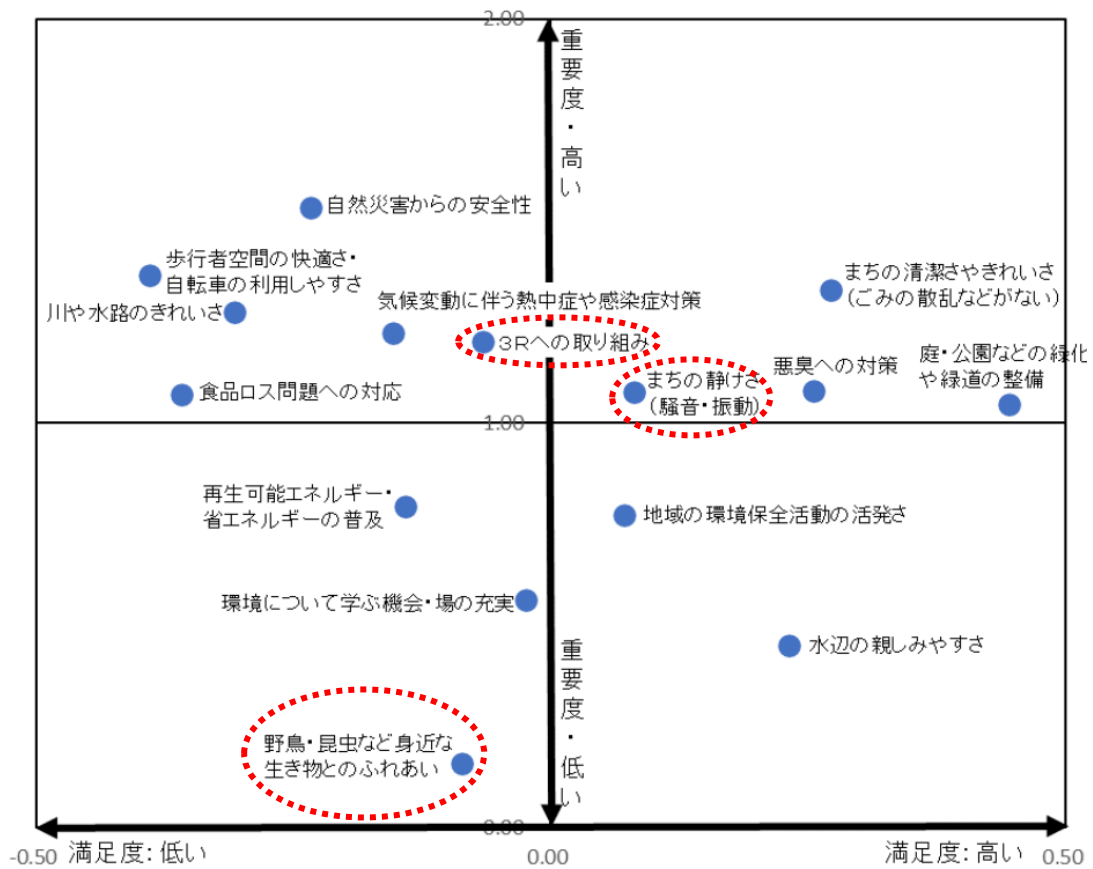 2.00
重要度・高い
自然災害からの安全性
歩行者空間の快適さ・
自転車の利用しやすさ
まちの清潔さやきれいさ
（ごみの散乱などがない）
川や水路のきれいさ
気候変動に伴う熱中症や感染症対策
３Ｒへの取り組み
庭・公園などの緑化
や緑道の整備
悪臭への対策
まちの静けさ
（騒音・振動）
食品ロス問題への対応
1.00
再生可能エネルギー・
省エネルギーの普及
地域の環境保全活動の活発さ
環境について学ぶ機会・場の充実
水辺の親しみやすさ
重要度・低い
野鳥・昆虫など身近な
生き物とのふれあい
0.00
-0.50
満足度: 低い
0.00
満足度: 高い
0.50